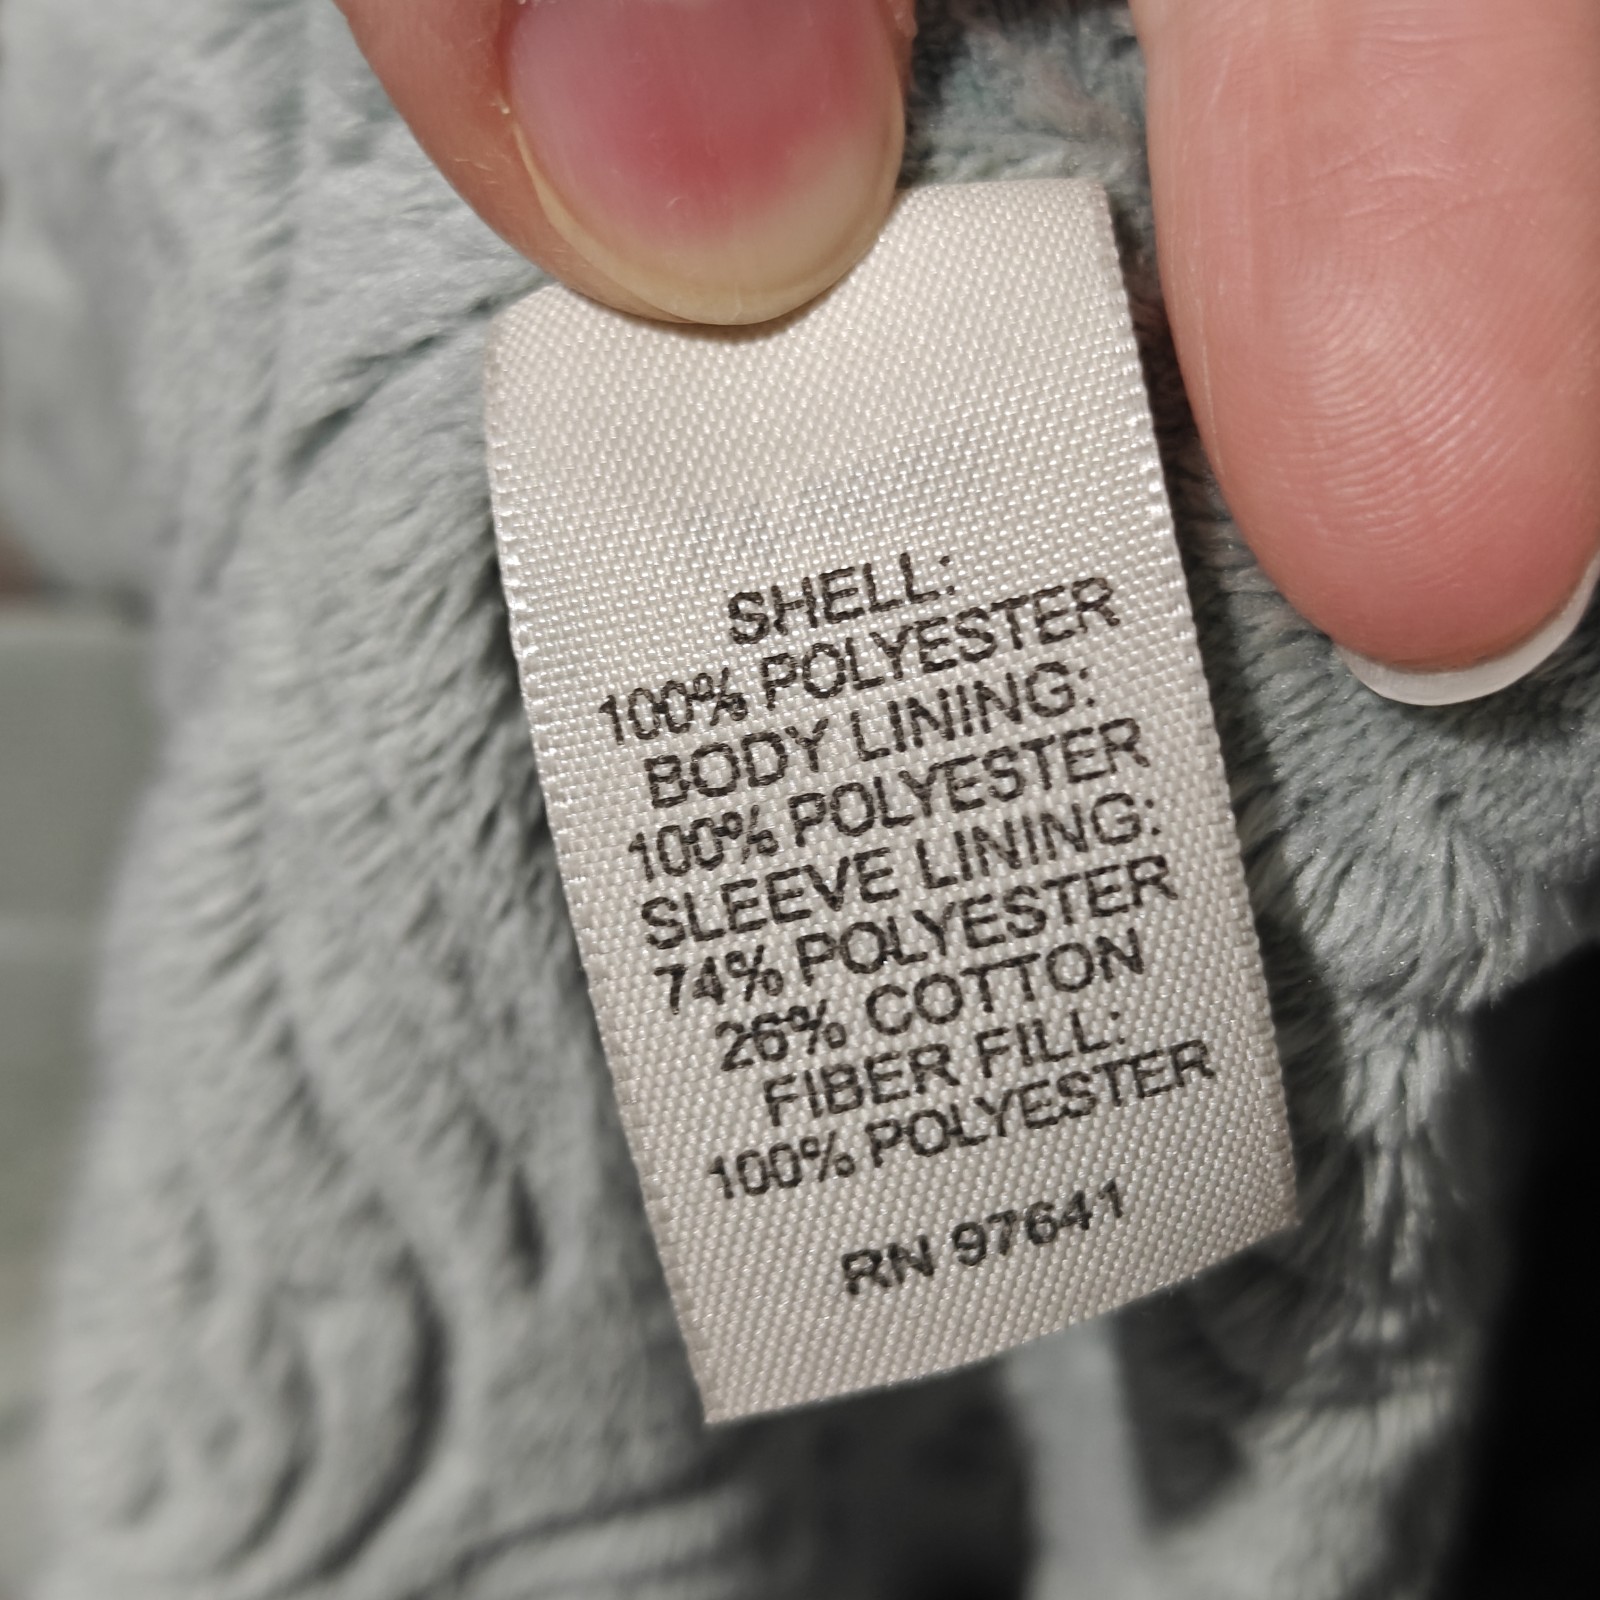 SHELL:
100% POLYESTER
BODY LINING:
100% POLYESTER
SLEEVE LINING:
74% POLYESTER
26% COTTON
FIBER FILL:
100% POLYESTER
RN 97641